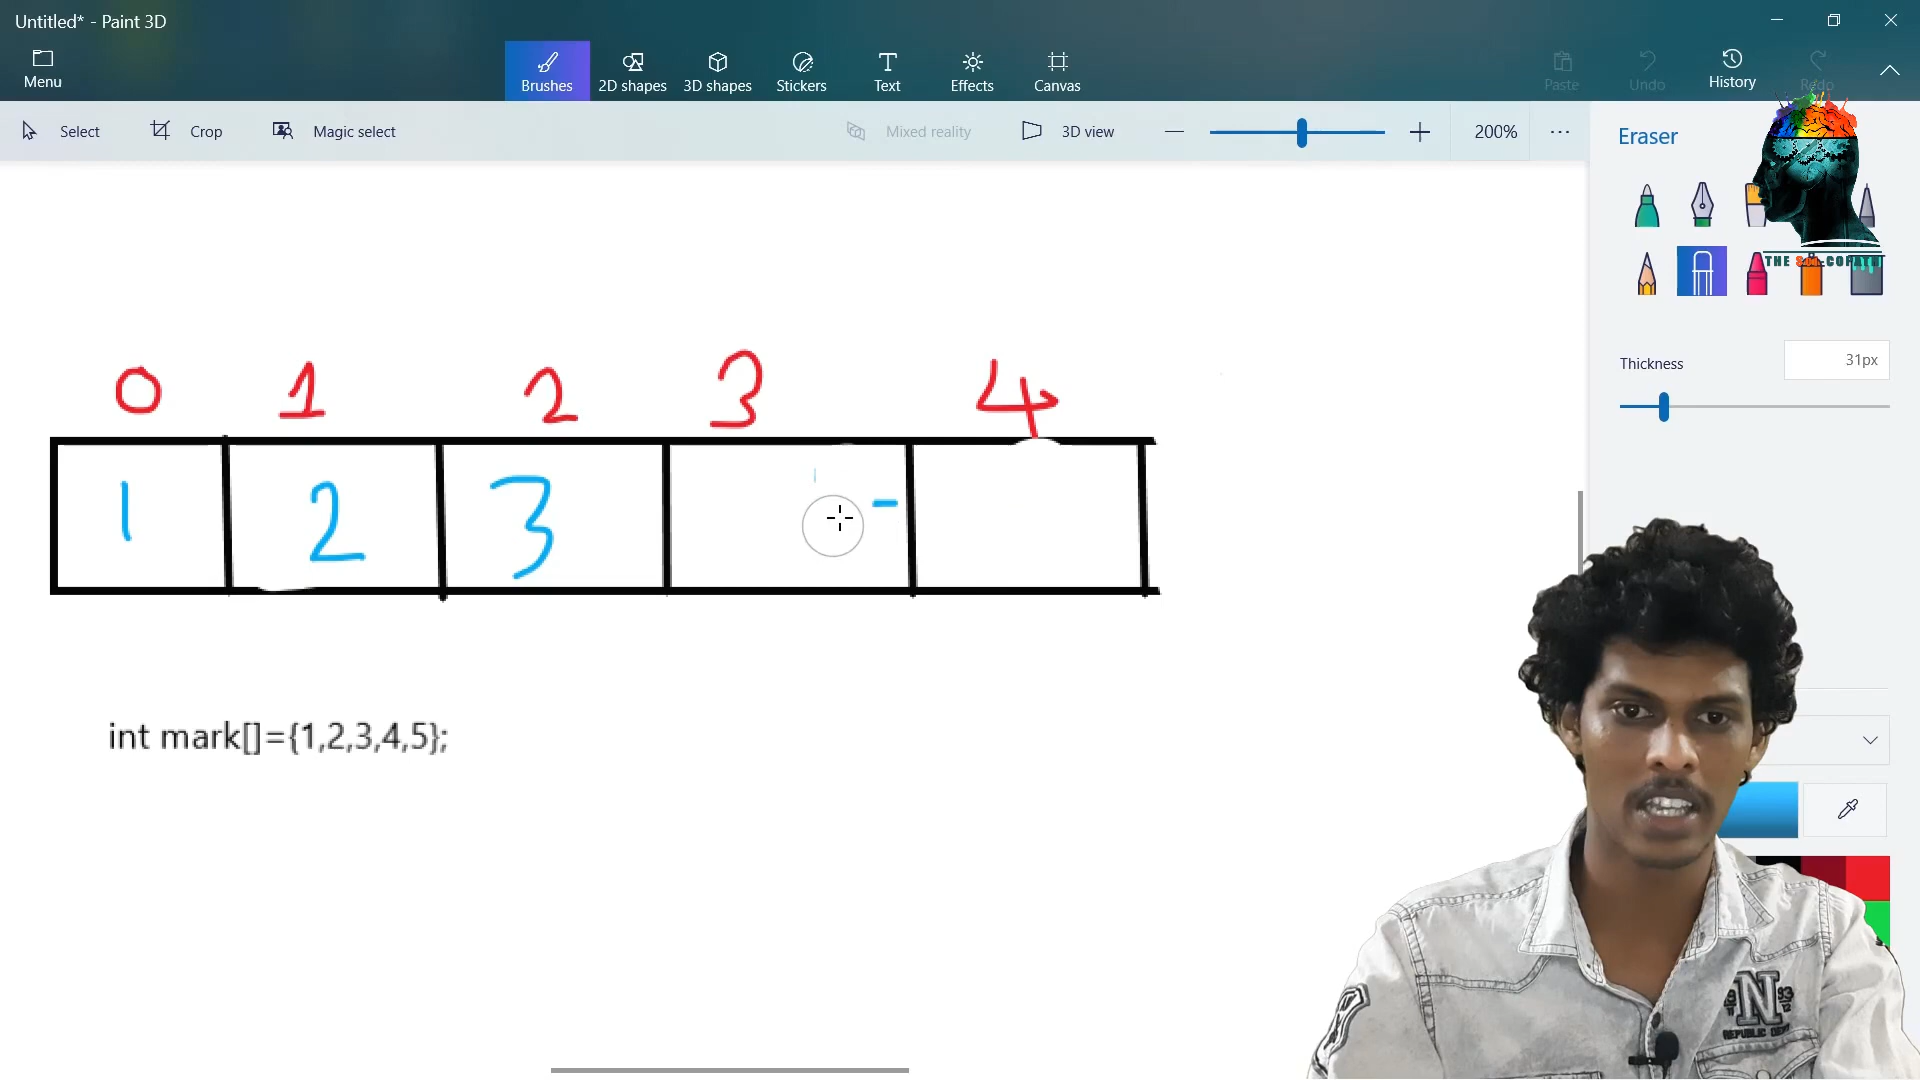 Untitled* - Paint 3D
Menu
Brushes
2D shapes
3D shapes
Stickers
Text
Effects
Canvas
Paste
Undo
History
Redo
Select
Crop
Magic select
Mixed reality
3D view
200%
Eraser
Thickness
31px
0 1 2 3 4
1 2 3
int mark[]={1,2,3,4,5};
N